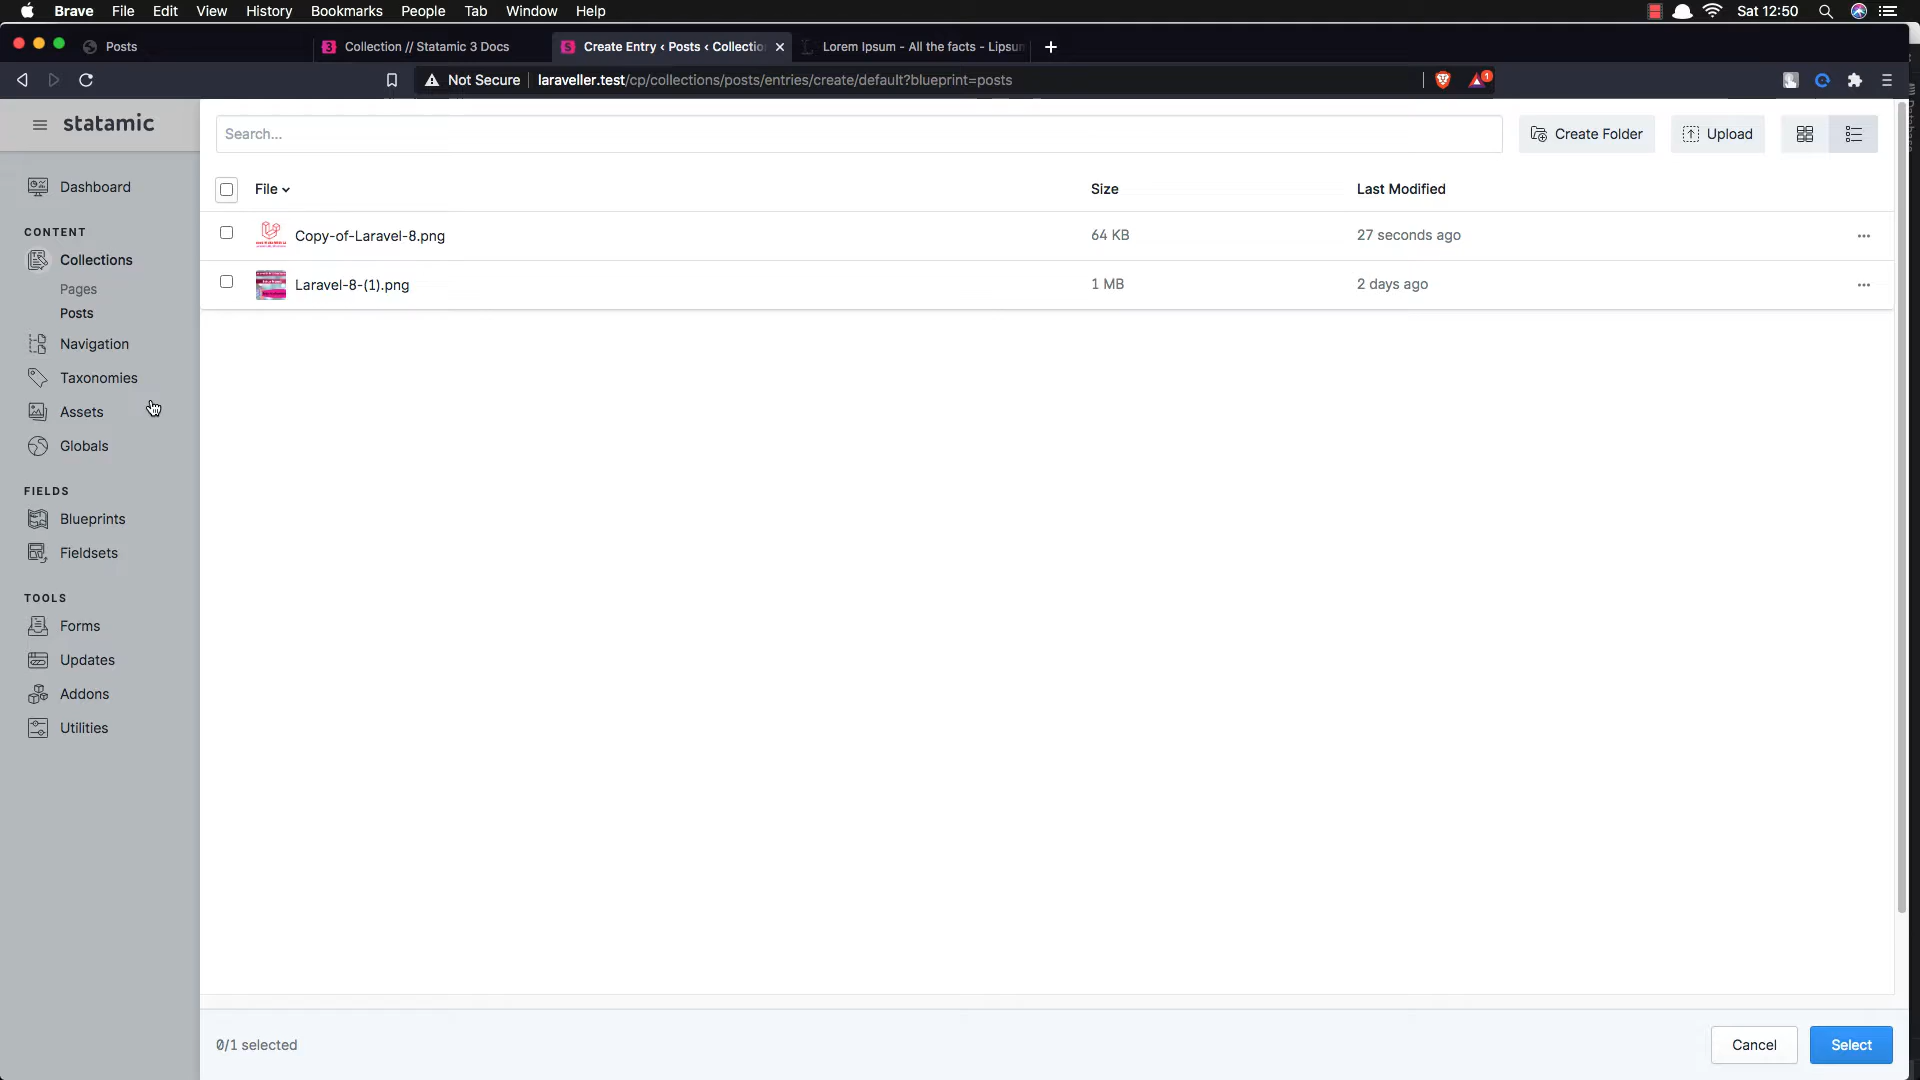 Brave File Edit View History Bookmarks People Tab Window Help Sat 12:50
Posts Collection // Statamic 3 Docs Create Entry ‹ Posts ‹ Collectio Lorem Ipsum - All the facts - Lipsum
Not Secure laraveller.test/cp/collections/posts/entries/create/default?blueprint=posts 1
statamic
Search...
Create Folder
Upload
Dashboard
CONTENT
Collections
Pages
Posts
Navigation
Taxonomies
Assets
Globals
FIELDS
Blueprints
Fieldsets
TOOLS
Forms
Updates
Addons
Utilities
File Size Last Modified
Copy-of-Laravel-8.png 64 KB 27 seconds ago
Laravel-8-(1).png 1 MB 2 days ago
0/1 selected
Cancel
Select